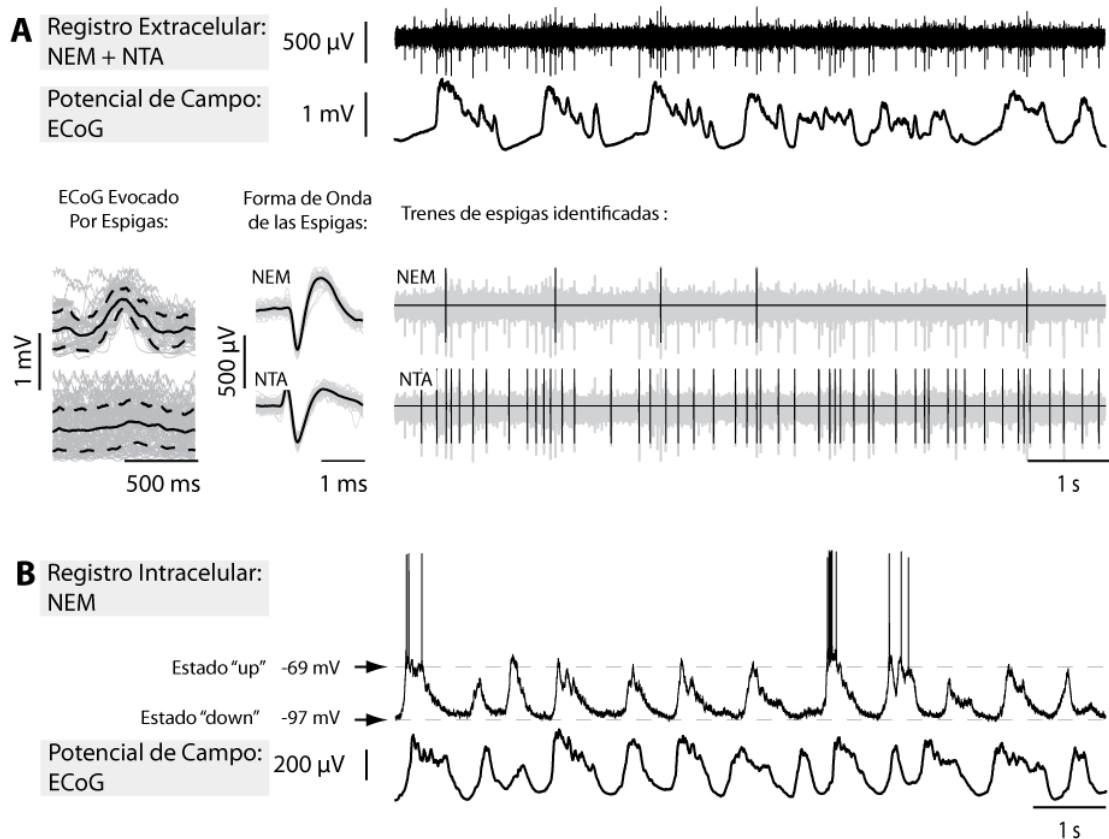 A
Registro Extracelular:
NEM + NTA
500 μV
Potencial de Campo:
ECoG
1 mV
ECoG Evocado
Por Espigas:
Forma de Onda
de las Espigas:
Trenes de espigas identificadas :
NEM
NEM
1 mV
500 μV
NTA
NTA
500 ms
1 ms
1 s
B
Registro Intracelular:
NEM
Estado “up” -69 mV
Estado “down” -97 mV
Potencial de Campo:
ECoG
200 μV
1 s